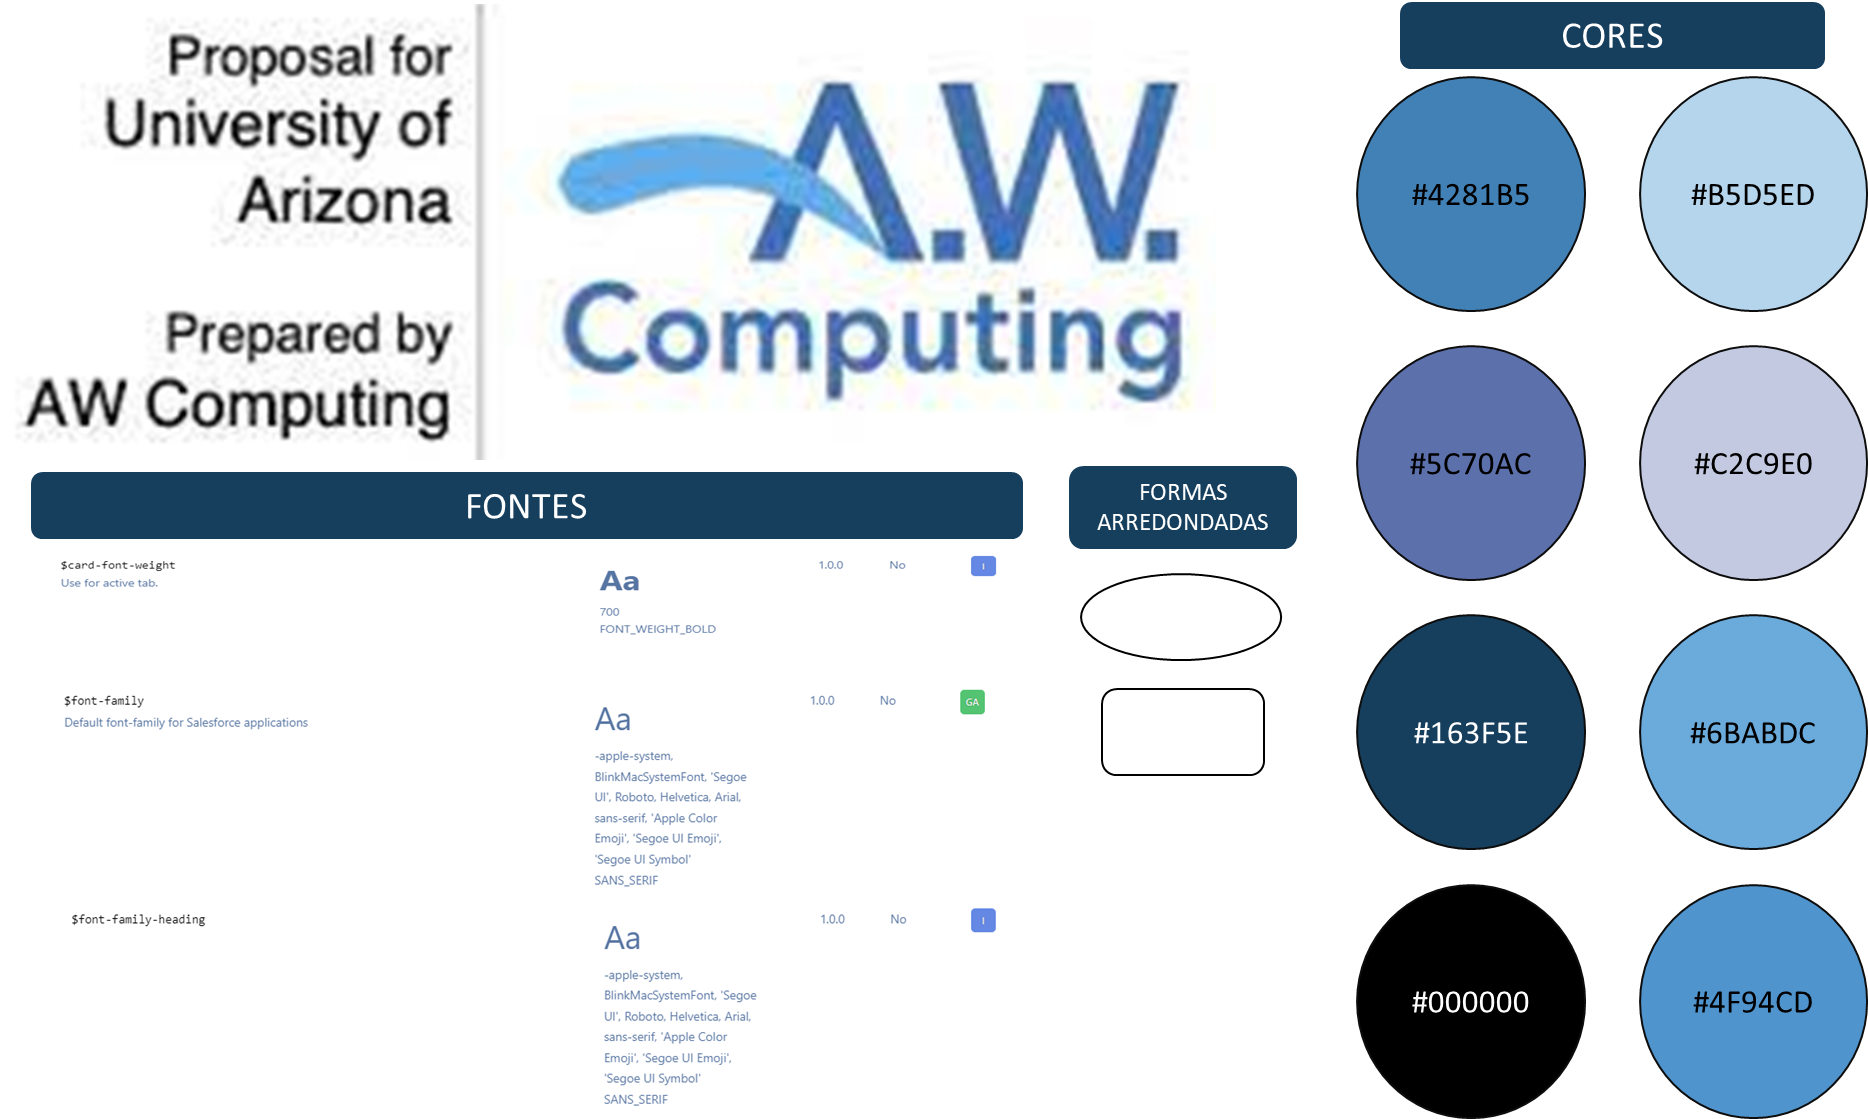 Proposal for
University of
Arizona
Prepared by
AW Computing
A.W.
Computing
CORES
#4281B5
#B5D5ED
#5C70AC
#C2C9E0
#163F5E
#6BABDC
#000000
#4F94CD
FONTES
$card-font-weight
Use for active tab.
Aa
700
FONT_WEIGHT_BOLD
1.0.0
No
I
$font-family
Default font-family for Salesforce applications
Aa
-apple-system,
BlinkMacSystemFont, 'Segoe
UI', Roboto, Helvetica, Arial,
sans-serif, 'Apple Color
Emoji', 'Segoe UI Emoji',
'Segoe UI Symbol'
SANS_SERIF
1.0.0
No
GA
$font-family-heading
Aa
-apple-system,
BlinkMacSystemFont, 'Segoe
UI', Roboto, Helvetica, Arial,
sans-serif, 'Apple Color
Emoji', 'Segoe UI Emoji',
'Segoe UI Symbol'
SANS_SERIF
1.0.0
No
I
FORMAS
ARREDONDADAS